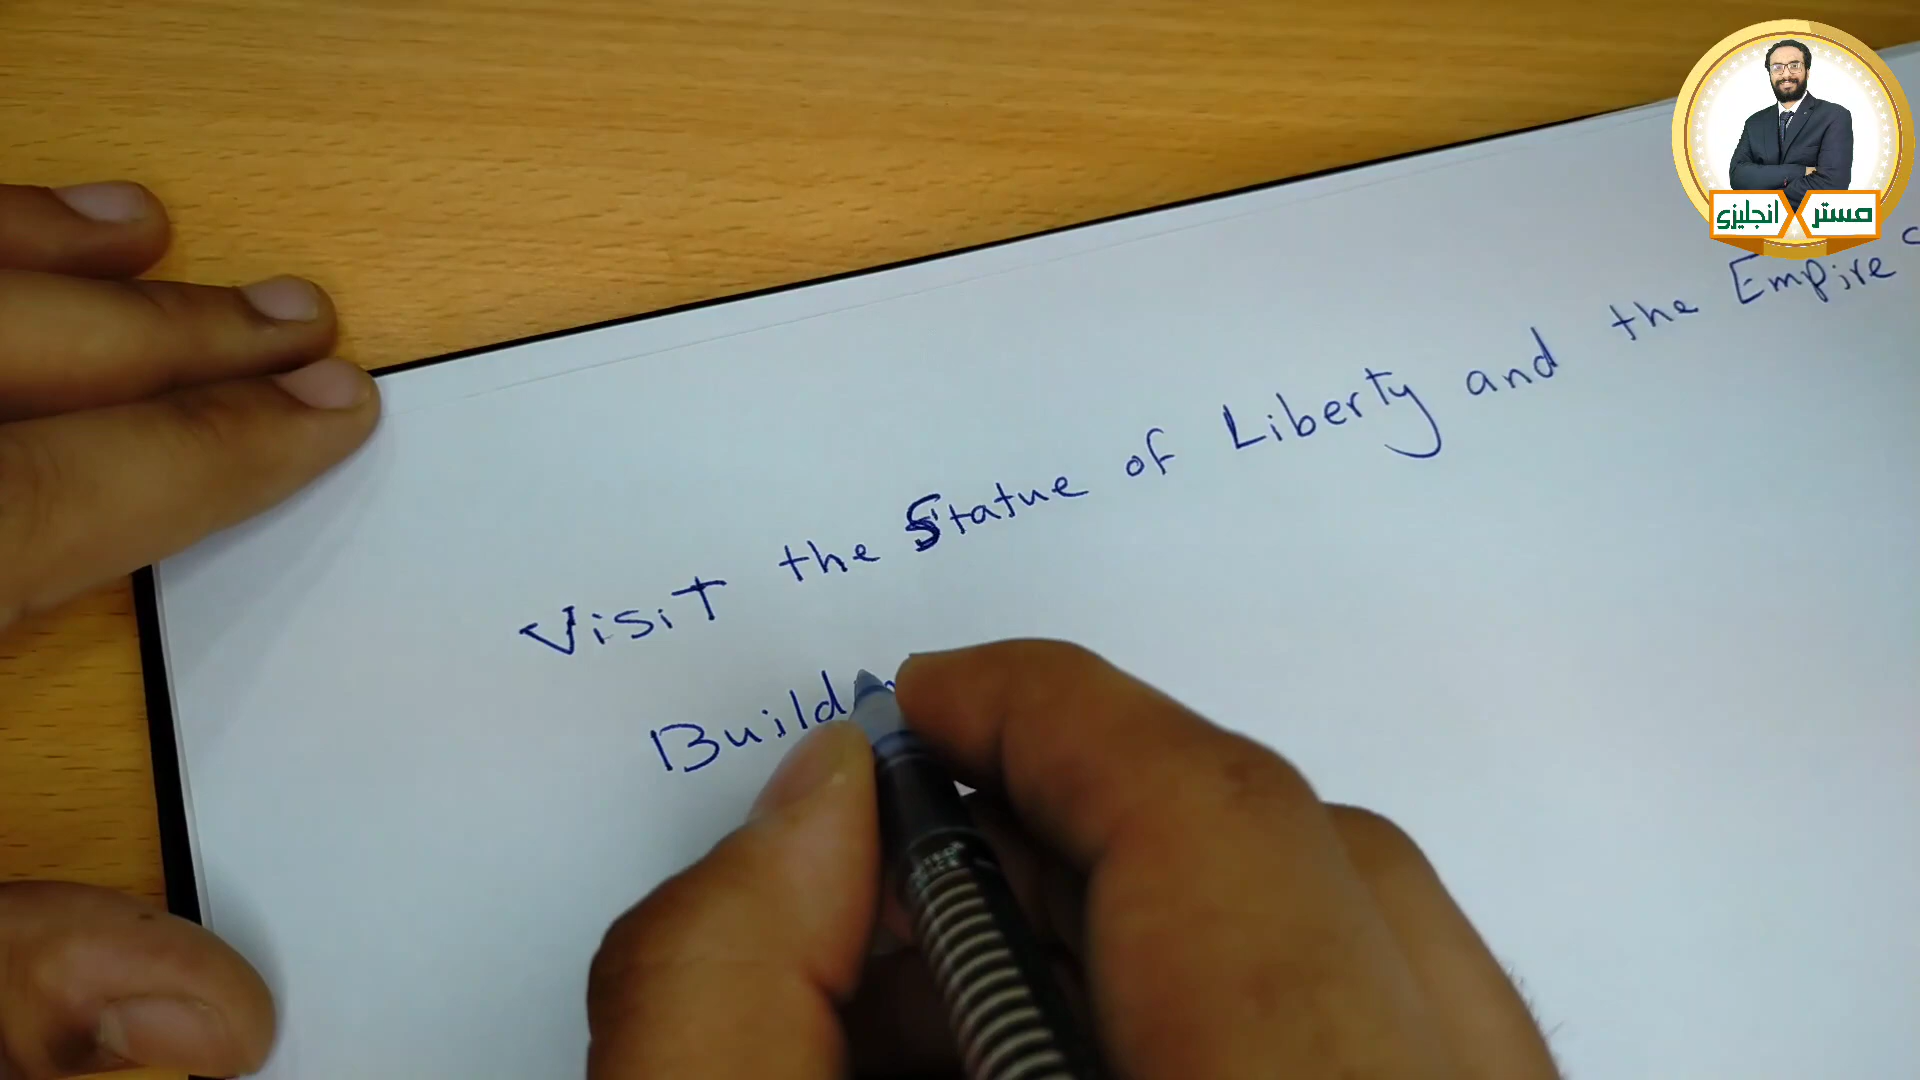 مستر X انجليزي
Visit the Statue of Liberty and the Empire
Build